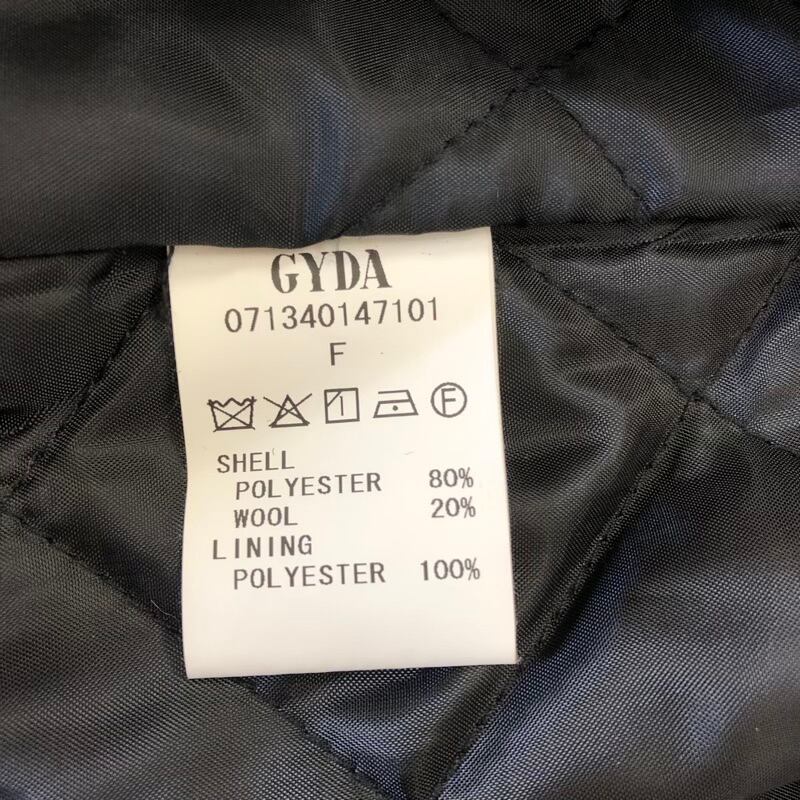 GYDA
071340147101
F
F
SHELL
POLYESTER 80%
WOOL 20%
LINING
POLYESTER 100%